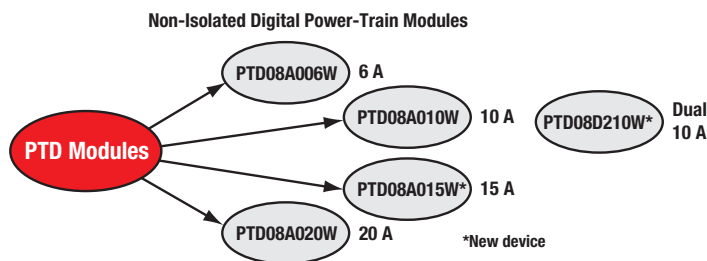 Non-Isolated Digital Power-Train Modules
PTD08A006W 6 A
PTD08A010W 10 A
PTD08D210W* Dual
10 A
PTD Modules
PTD08A015W* 15 A
PTD08A020W 20 A
*New device